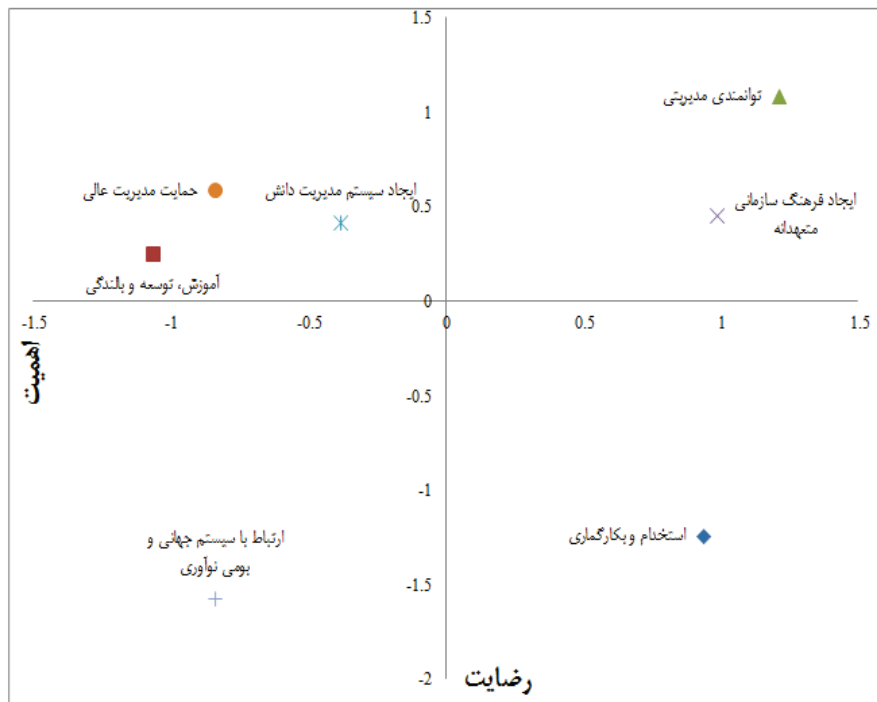 1.5
توانمندی مدیریتی
1
حمایت مدیریت عالی
ایجاد سیستم مدیریت دانش
ایجاد فرهنگ سازمانی
متعهدانه
0.5
آموزش، توسعه و بالندگی
0
-1.5
-1
-0.5
0
0.5
1
1.5
اهمیت
-0.5
-1
استخدام و بکارگماری
ارتباط با سیستم جهانی و
بومی نوآوری
-1.5
-2
رضایت